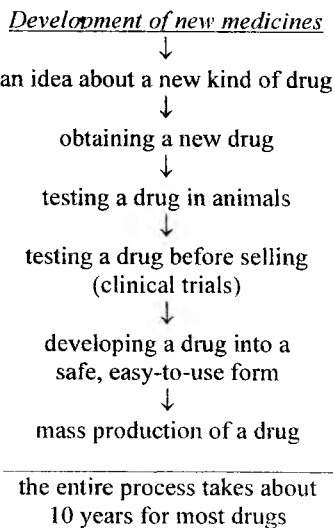 Development of new medicines
↓
an idea about a new kind of drug
↓
obtaining a new drug
↓
testing a drug in animals
↓
testing a drug before selling
(clinical trials)
↓
developing a drug into a
safe, easy-to-use form
↓
mass production of a drug
the entire process takes about
10 years for most drugs